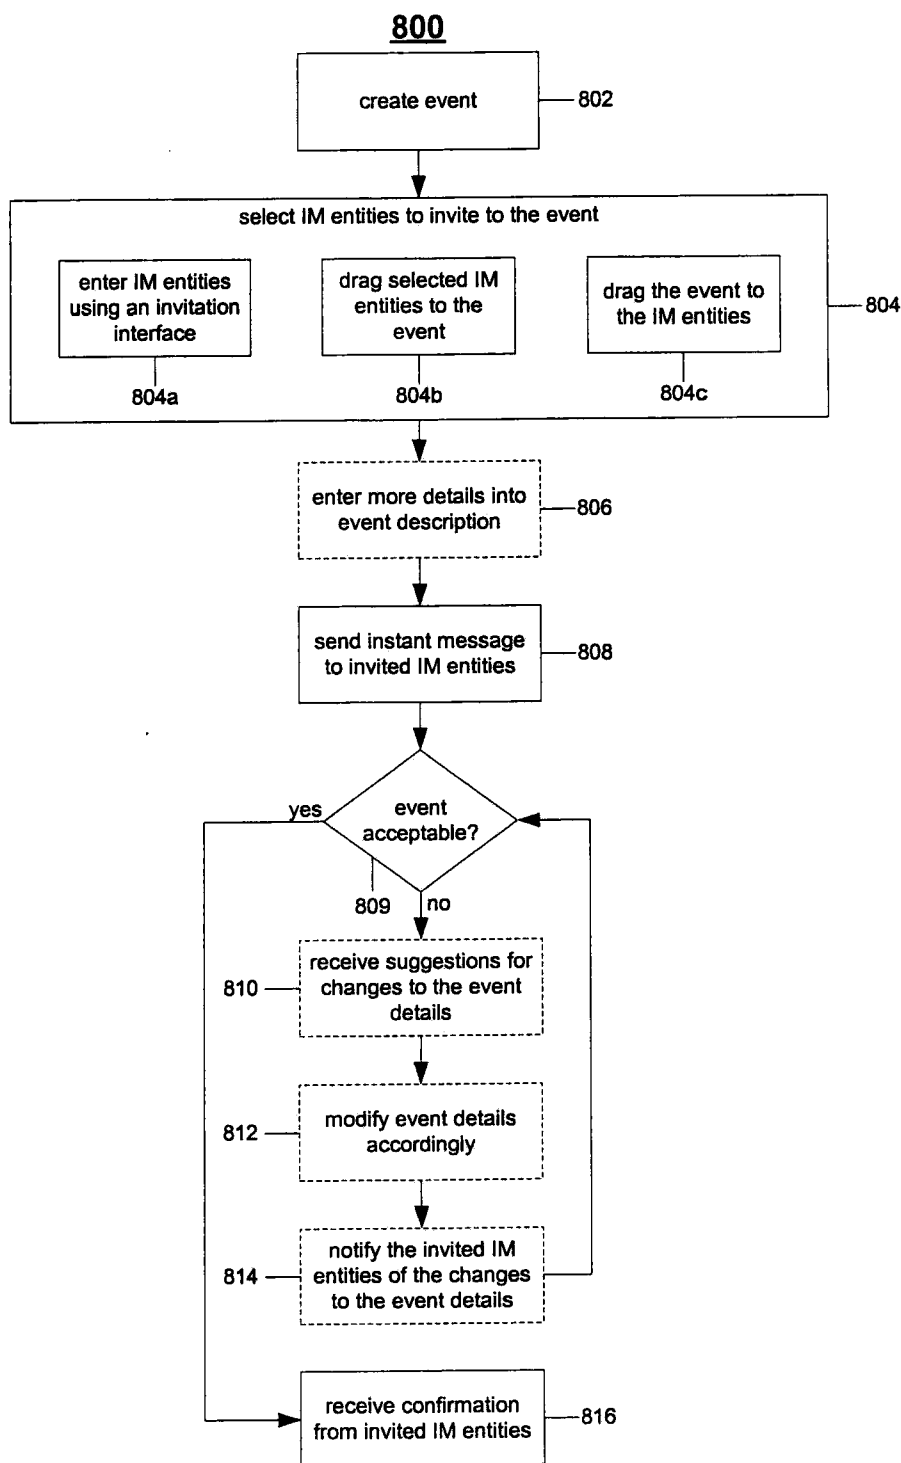 800
create event
802
select IM entities to invite to the event
enter IM entities
using an invitation
interface
804a
drag selected IM
entities to the
event
804b
drag the event to
the IM entities
804c
804
enter more details into
event description
806
send instant message
to invited IM entities
808
yes
event
acceptable?
809
no
receive suggestions for
changes to the event
details
810
modify event details
accordingly
812
notify the invited IM
entities of the changes
to the event details
814
receive confirmation
from invited IM entities
816